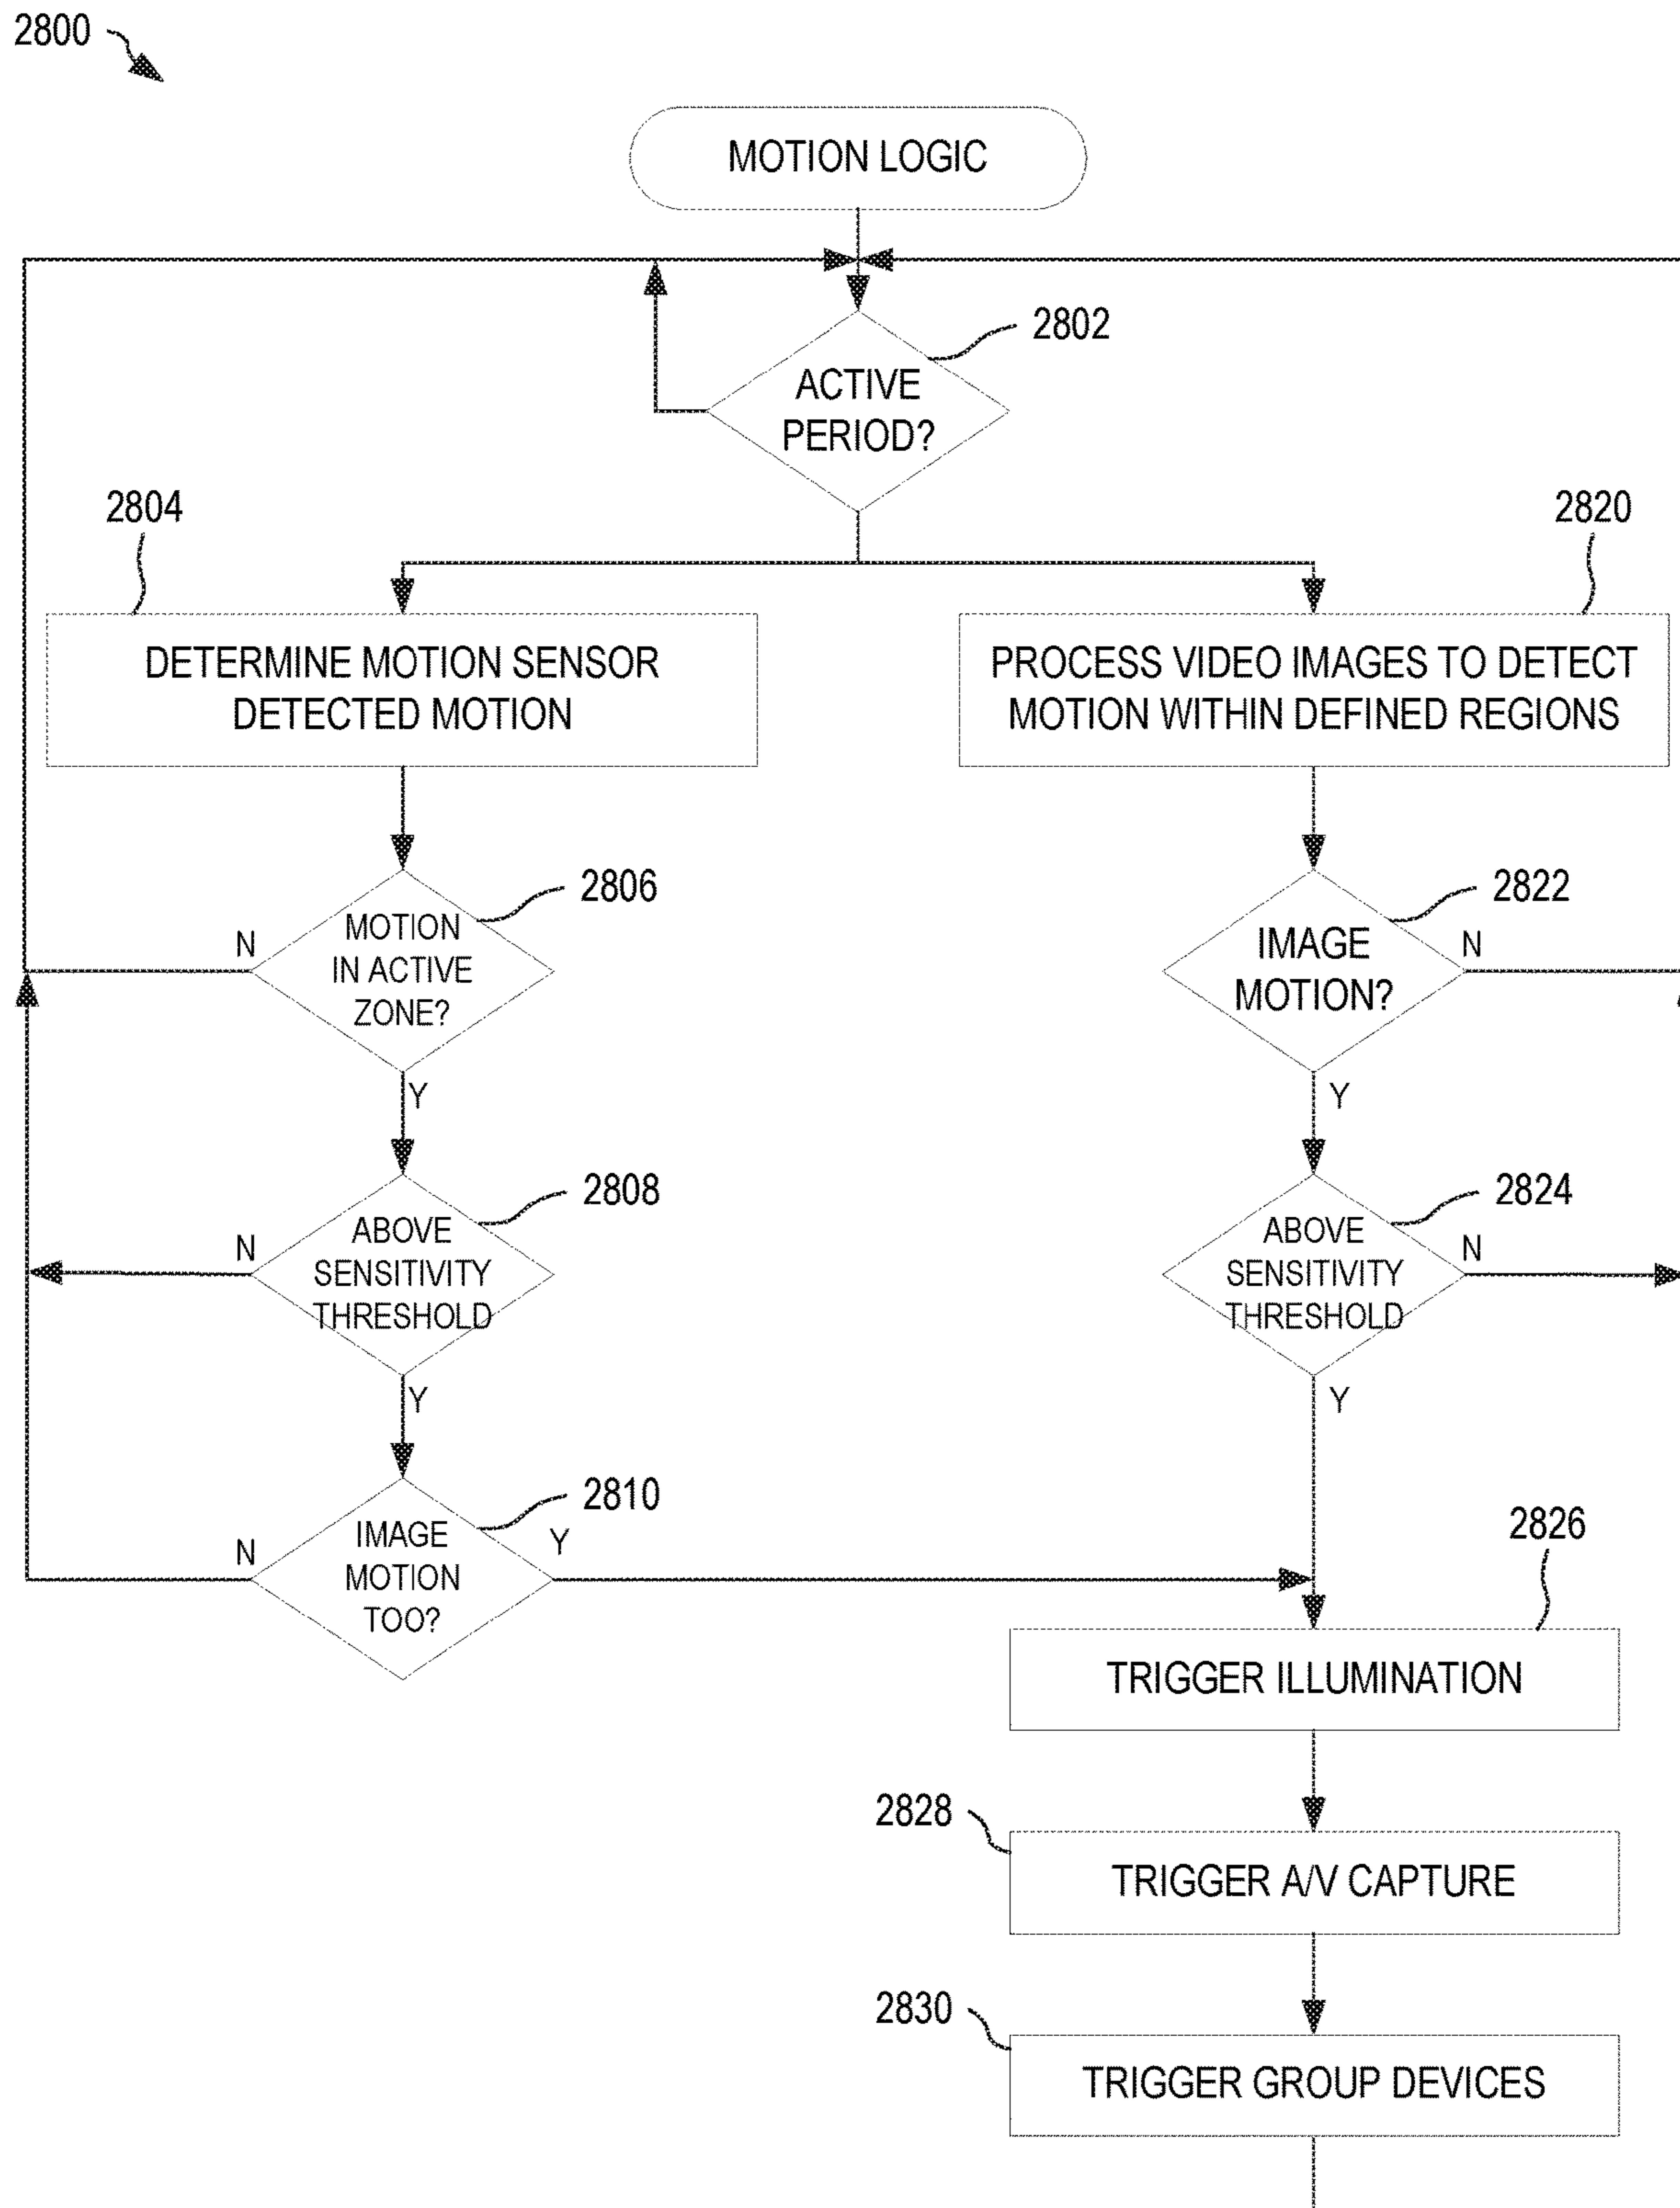 2800
MOTION LOGIC
2802
ACTIVE
PERIOD?
2804
2820
DETERMINE MOTION SENSOR
DETECTED MOTION
PROCESS VIDEO IMAGES TO DETECT
MOTION WITHIN DEFINED REGIONS
2806
MOTION
IN ACTIVE
ZONE?
N
Y
2822
IMAGE
MOTION?
N
Y
2808
ABOVE
SENSITIVITY
THRESHOLD
N
Y
2824
ABOVE
SENSITIVITY
THRESHOLD
N
Y
2810
IMAGE
MOTION
TOO?
N
Y
2826
TRIGGER ILLUMINATION
2828
TRIGGER A/V CAPTURE
2830
TRIGGER GROUP DEVICES